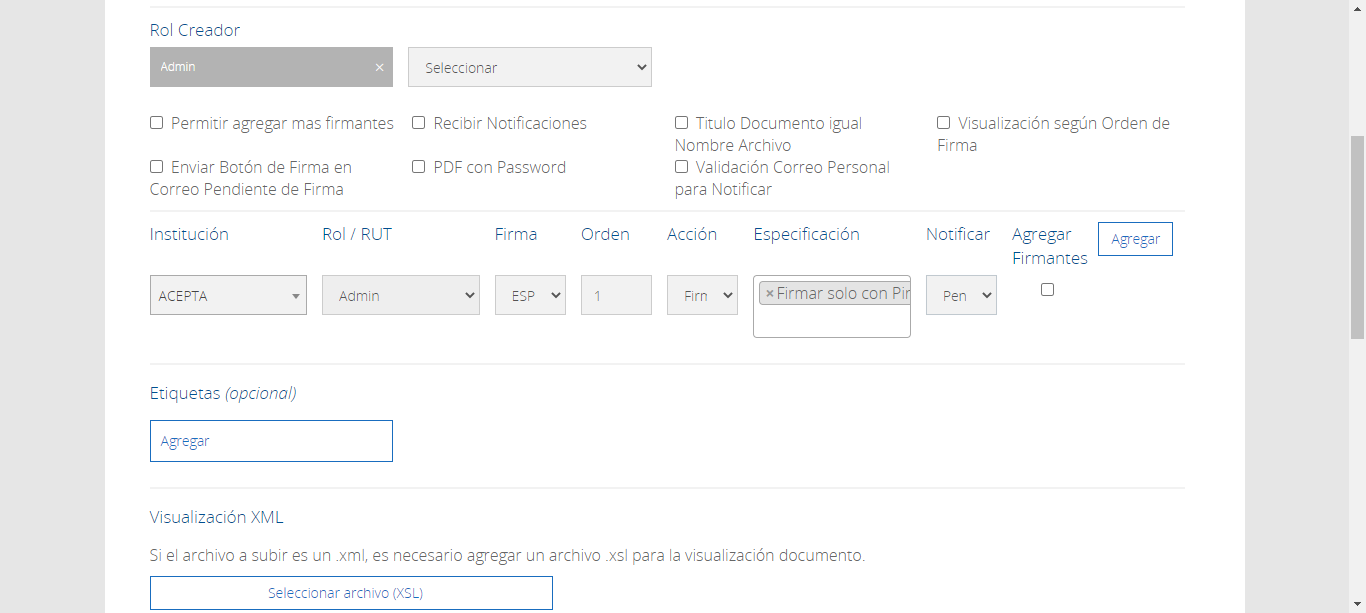 Rol Creador
Admin × Seleccionar
Permitir agregar mas firmantes Recibir Notificaciones Titulo Documento igual Visualización según Orden de
Nombre Archivo Firma
Enviar Botón de Firma en PDF con Password Validación Correo Personal
Correo Pendiente de Firma para Notificar
Institución Rol / RUT Firma Orden Acción Especificación Notificar Agregar Agregar
Firmantes
ACEPTA Admin ESP 1 Firn × Firmar solo con Pin Pen
Etiquetas (opcional)
Agregar
Visualización XML
Si el archivo a subir es un .xml, es necesario agregar un archivo .xsl para la visualización documento.
Seleccionar archivo (XSL)